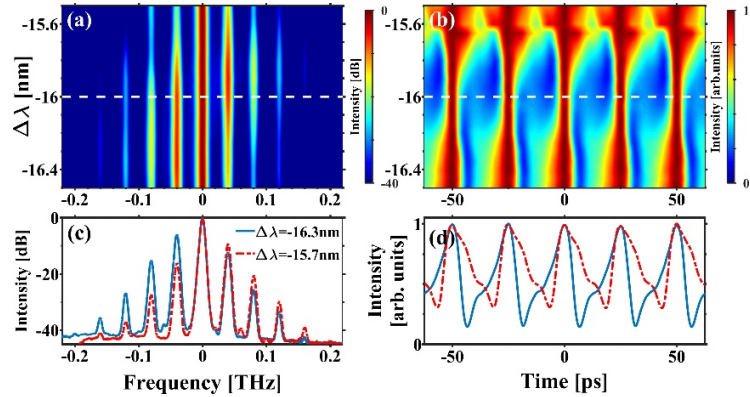 (a)
-15.6
-16
-16.4
Δλ [nm]
0
-40
Intensity [dB]
-0.2
-0.1
0
0.1
0.2
(b)
-15.6
-16
-16.4
1
0
Intensity [arb.units]
-50
0
50
(c)
0
-20
-40
Intensity [dB]
Δλ=-16.3nm
Δλ=-15.7nm
-0.2
-0.1
0
0.1
0.2
Frequency [THz]
(d)
1
0
Intensity
[arb. units]
-50
0
50
Time [ps]